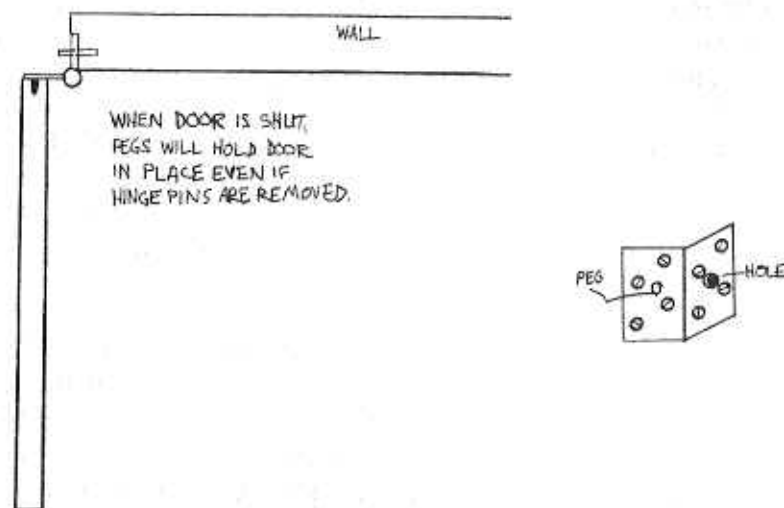 WALL
WHEN DOOR IS SHUT,
PEGS WILL HOLD DOOR
IN PLACE EVEN IF
HINGE PINS ARE REMOVED.
PEG
HOLE